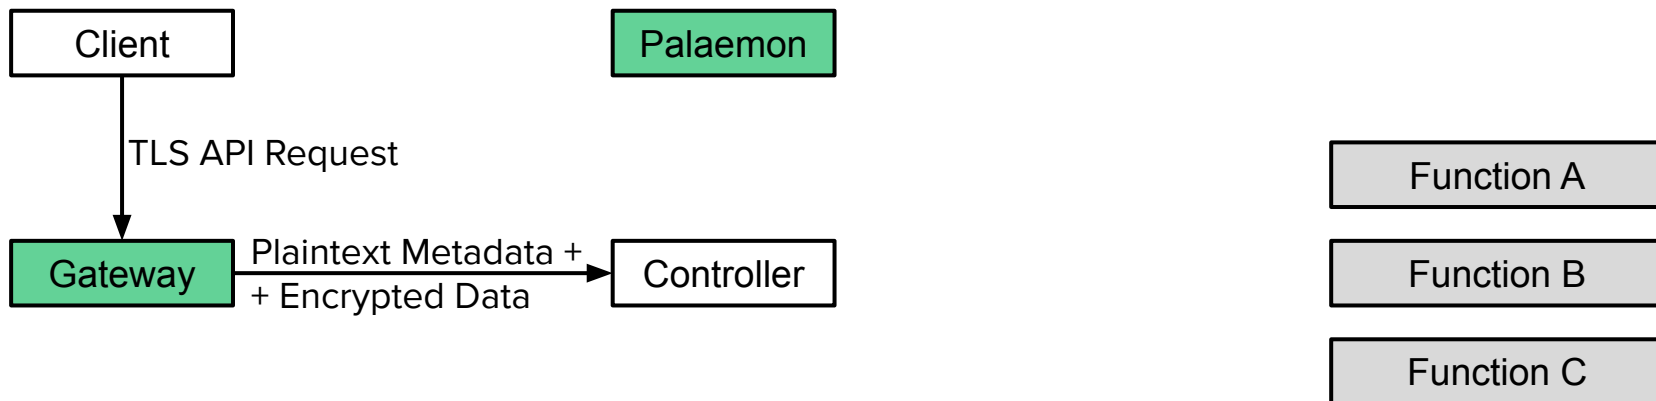 Client
Palaemon
TLS API Request
Function A
Gateway
Plaintext Metadata +
+ Encrypted Data
Controller
Function B
Function C